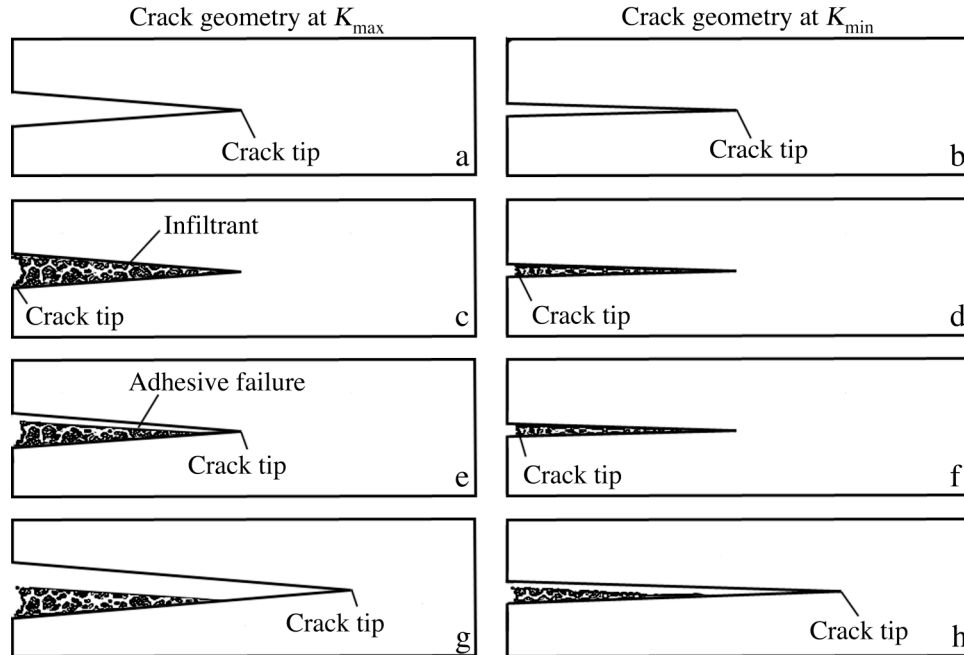 Crack geometry at Kmax
Crack geometry at Kmin
Crack tip
a
Crack tip
b
Infiltrant
Crack tip
c
Crack tip
d
Adhesive failure
Crack tip
e
Crack tip
f
Crack tip
g
Crack tip
h